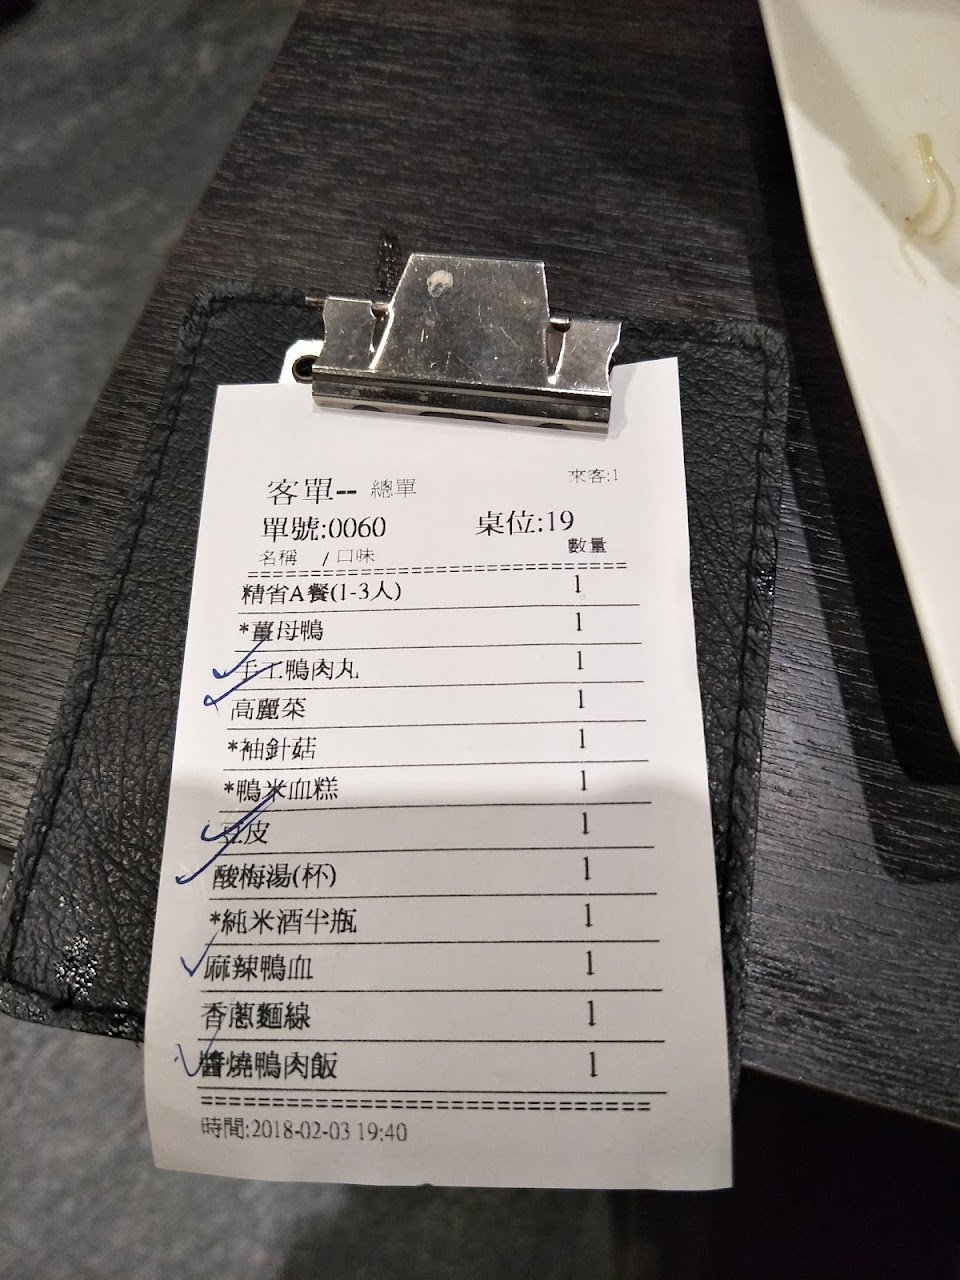 客單-- 總單 來客:1
單號:0060 桌位:19
名稱 / 口味 數量
==================================
精省A餐(1-3人) 1
*薑母鴨 1
手工鴨肉丸 1
高麗菜 1
*袖針菇 1
*鴨米血糕 1
豆皮 1
酸梅湯(杯) 1
*純米酒半瓶 1
麻辣鴨血 1
香蔥麵線 1
醬燒鴨肉飯 1
==================================
時間:2018-02-03 19:40